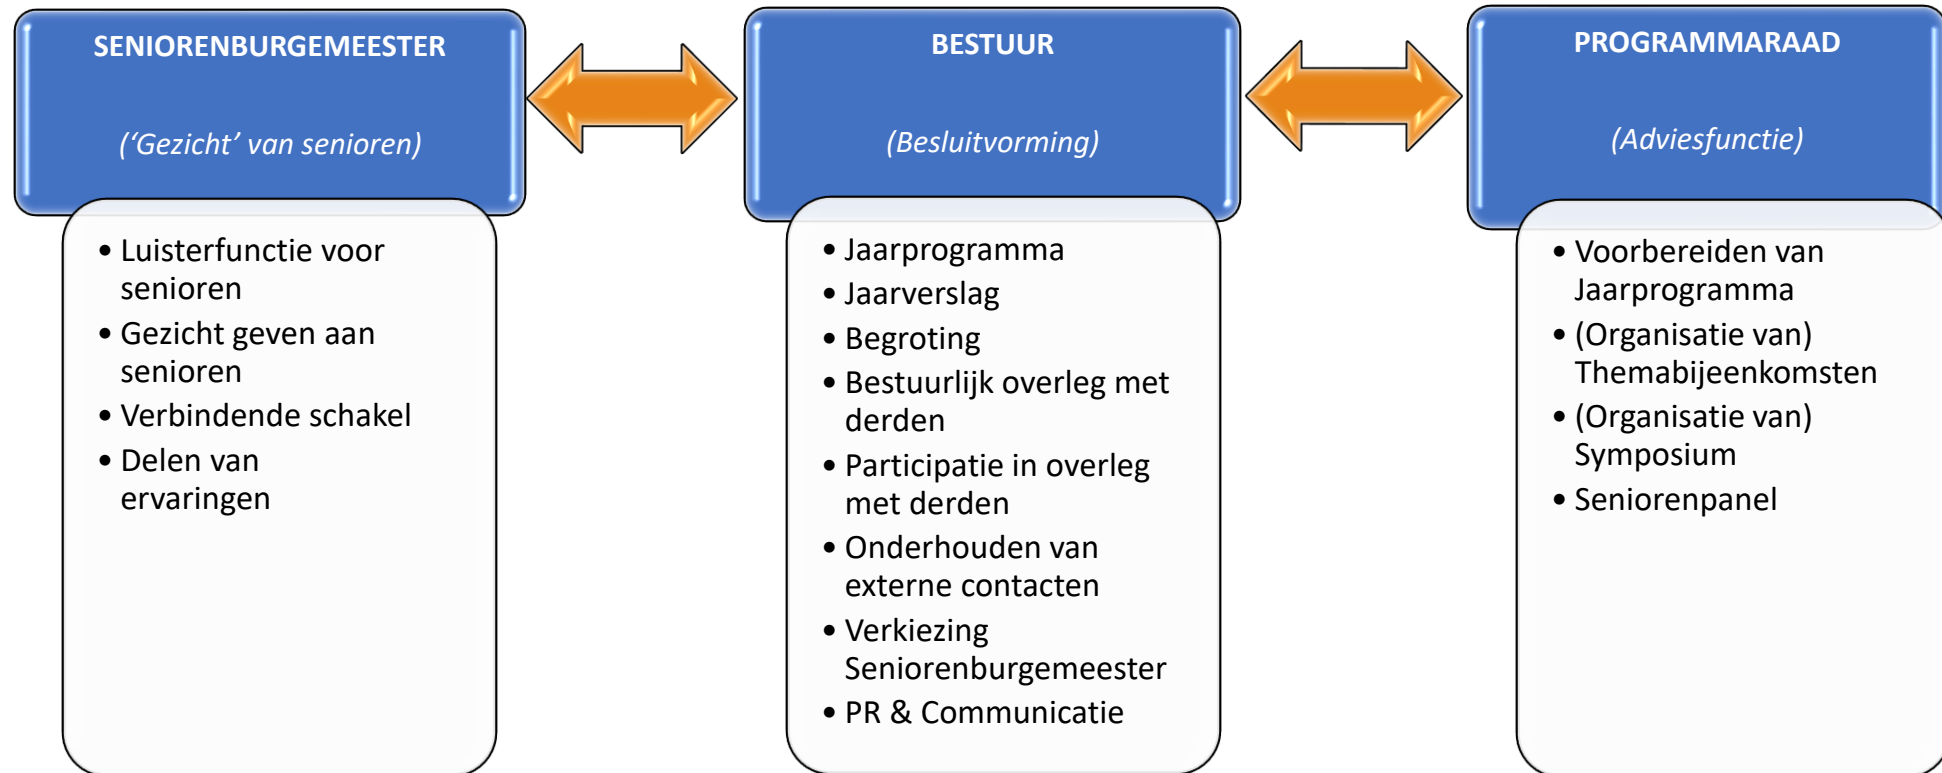 SENIORENBURGEMEESTER
(‘Gezicht’ van senioren)
• Luisterfunctie voor
senioren
• Gezicht geven aan
senioren
• Verbindende schakel
• Delen van
ervaringen
BESTUUR
(Besluitvorming)
• Jaarprogramma
• Jaarverslag
• Begroting
• Bestuurlijk overleg met
derden
• Participatie in overleg
met derden
• Onderhouden van
externe contacten
• Verkiezing
Seniorenburgemeester
• PR & Communicatie
PROGRAMMARAAD
(Adviesfunctie)
• Voorbereiden van
Jaarprogramma
• (Organisatie van)
Themabijeenkomsten
• (Organisatie van)
Symposium
• Seniorenpanel